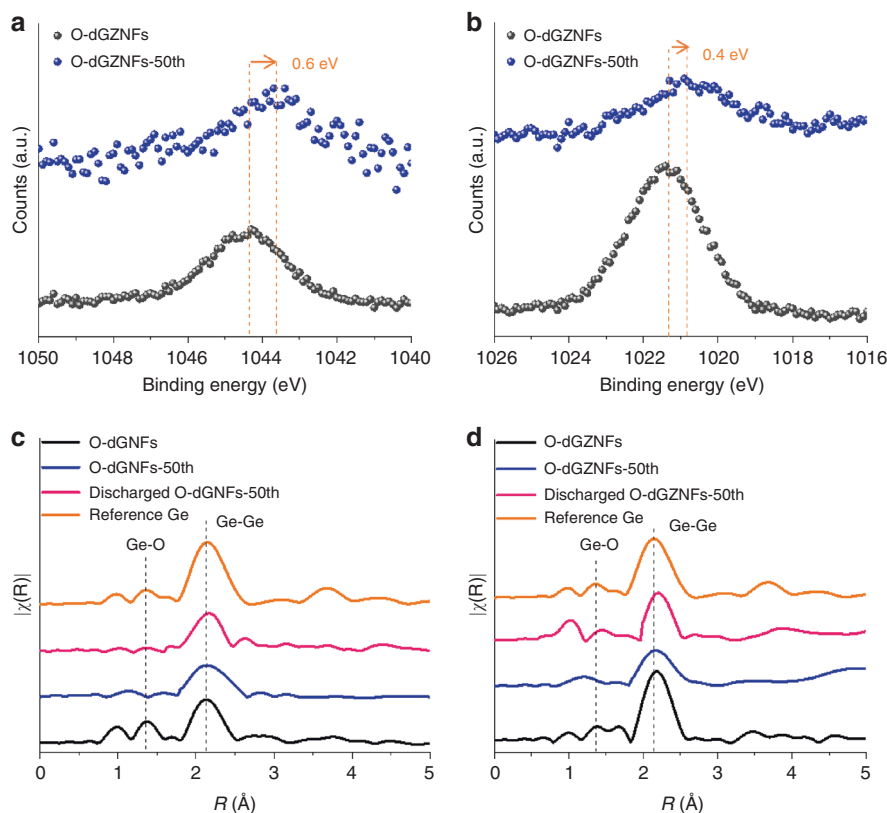 a
O-dGZNFs
O-dGZNFs-50th
0.6 eV
Counts (a.u.)
1050 1048 1046 1044 1042 1040
Binding energy (eV)
b
O-dGZNFs
O-dGZNFs-50th
0.4 eV
Counts (a.u.)
1026 1024 1022 1020 1018 1016
Binding energy (eV)
c
O-dGNFs
O-dGNFs-50th
Discharged O-dGNFs-50th
Reference Ge
Ge-Ge
Ge-O
|χ(R)|
0 1 2 3 4 5
R (Å)
d
O-dGZNFs
O-dGZNFs-50th
Discharged O-dGZNFs-50th
Reference Ge
Ge-Ge
Ge-O
|χ(R)|
0 1 2 3 4 5
R (Å)